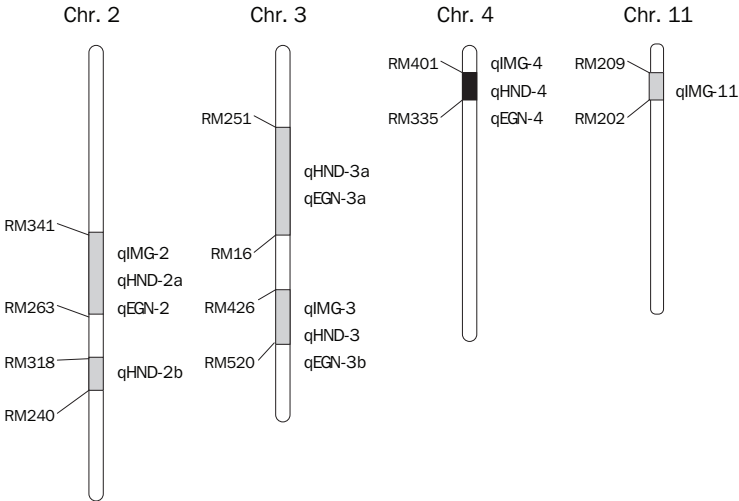 Chr. 2
Chr. 3
Chr. 4
Chr. 11
RM341
RM263
RM318
RM240
qIMG-2
qHND-2a
qEGN-2
qHND-2b
RM251
RM16
RM426
RM520
qHND-3a
qEGN-3a
qIMG-3
qHND-3
qEGN-3b
RM401
RM335
qIMG-4
qHND-4
qEGN-4
RM209
RM202
qIMG-11